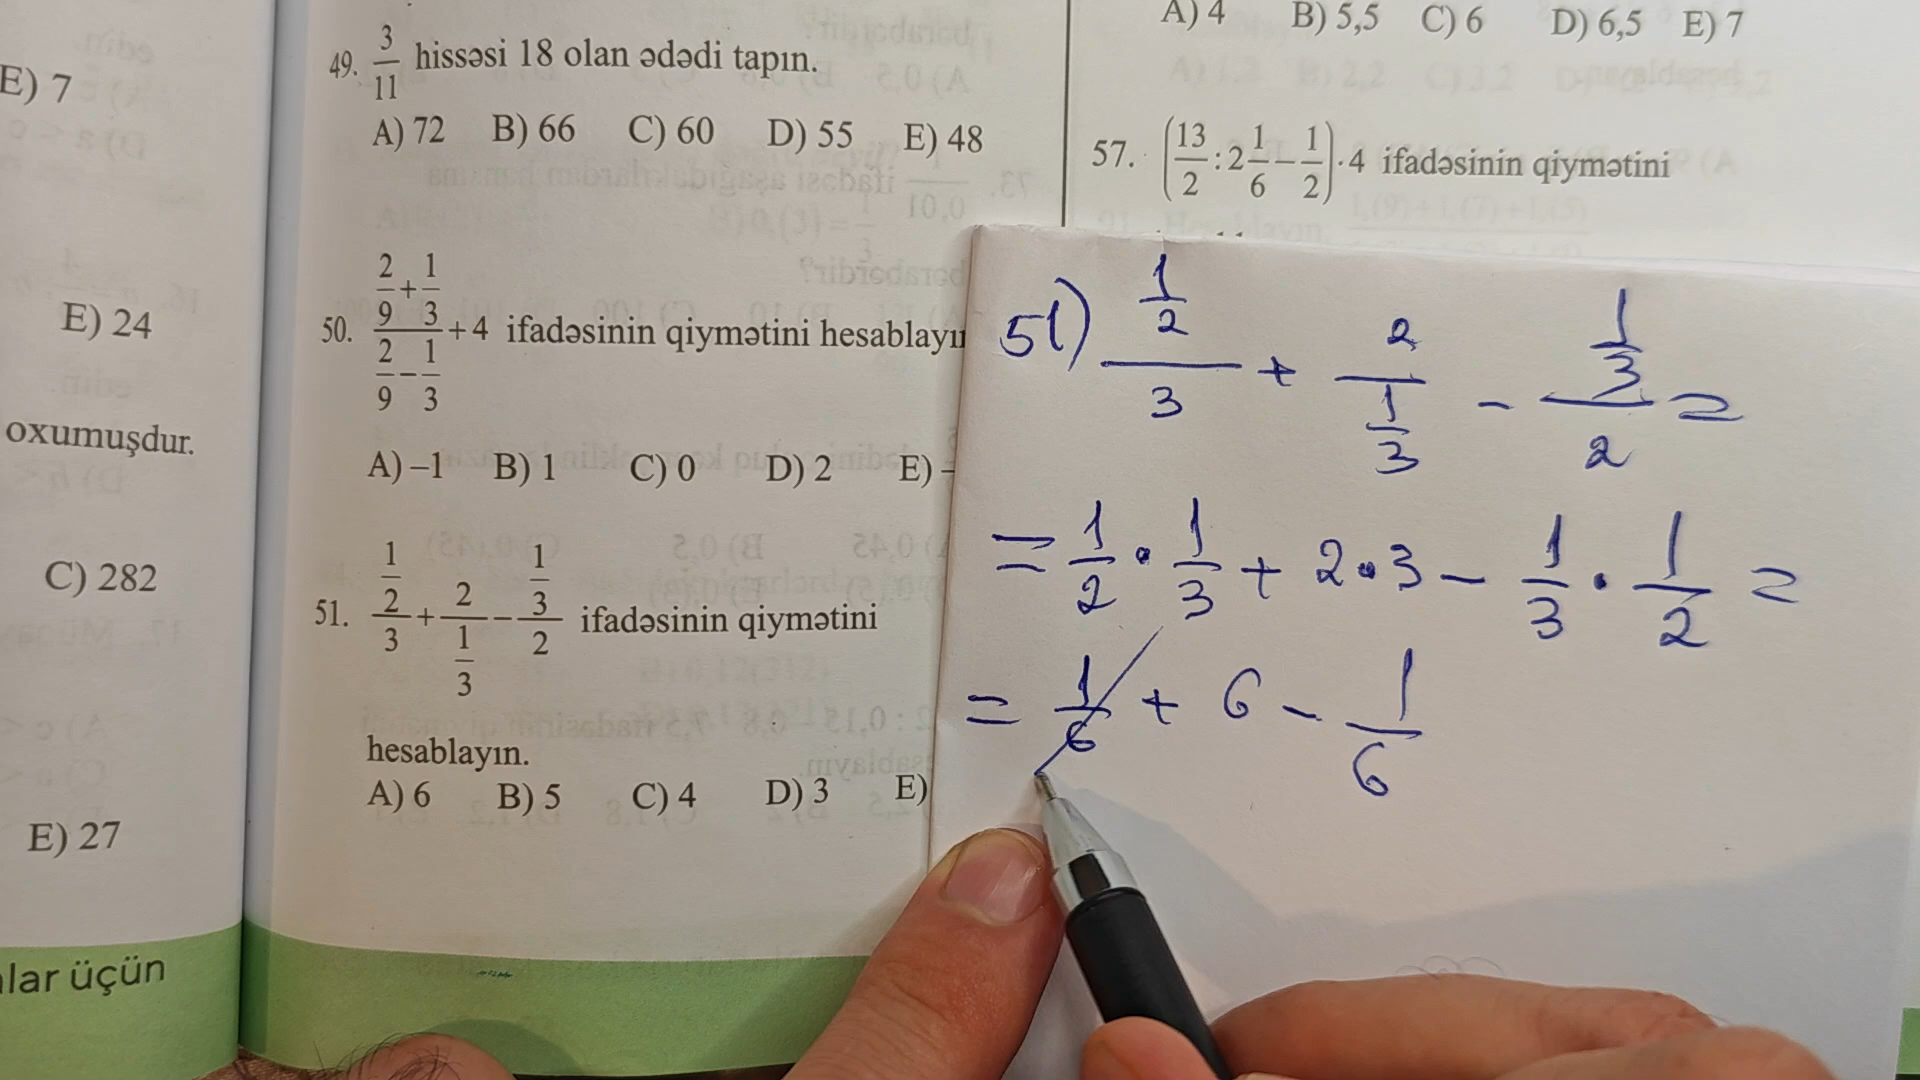 E) 7
E) 24
oxumuşdur.
C) 282
E) 27
lar üçün
49. 3/11 hissəsi 18 olan ədədi tapın.
A) 72 B) 66 C) 60 D) 55 E) 48
50. (2/9 + 1/3)/(2/9 − 1/3) + 4 ifadəsinin qiymətini
A) −1 B) 1 C) 0 D) 2 E)
51. (1/2)/3 + 2/(1/3) − (1/3)/2 ifadəsinin qiymətini
hesablayın.
A) 6 B) 5 C) 4 D) 3 E)
A) 4 B) 5,5 C) 6 D) 6,5 E) 7
57. (13/2 : 2 1/6 − 1/2) · 4 ifadəsinin qiymətini
51) (1/2)/3 + 2/(1/3) − (1/3)/2 =
= 1/2 · 1/3 + 2 · 3 − 1/3 · 1/2 =
= 1/6 + 6 − 1/6